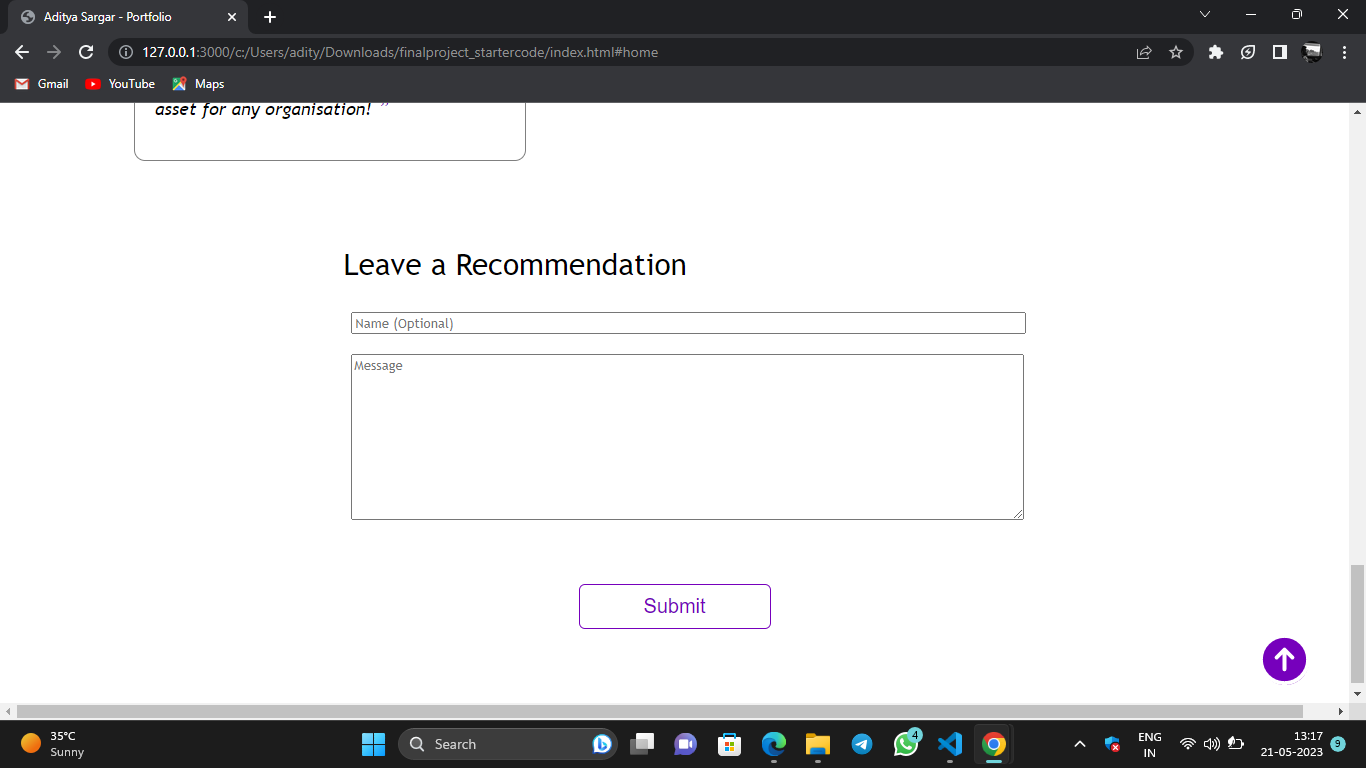 Aditya Sargar - Portfolio
127.0.0.1:3000/c:/Users/adity/Downloads/finalproject_startercode/index.html#home
Gmail YouTube Maps
asset for any organisation! ”
Leave a Recommendation
Name (Optional)
Message
Submit
35°C
Sunny
Search
4
ENG
IN
13:17
21-05-2023
9